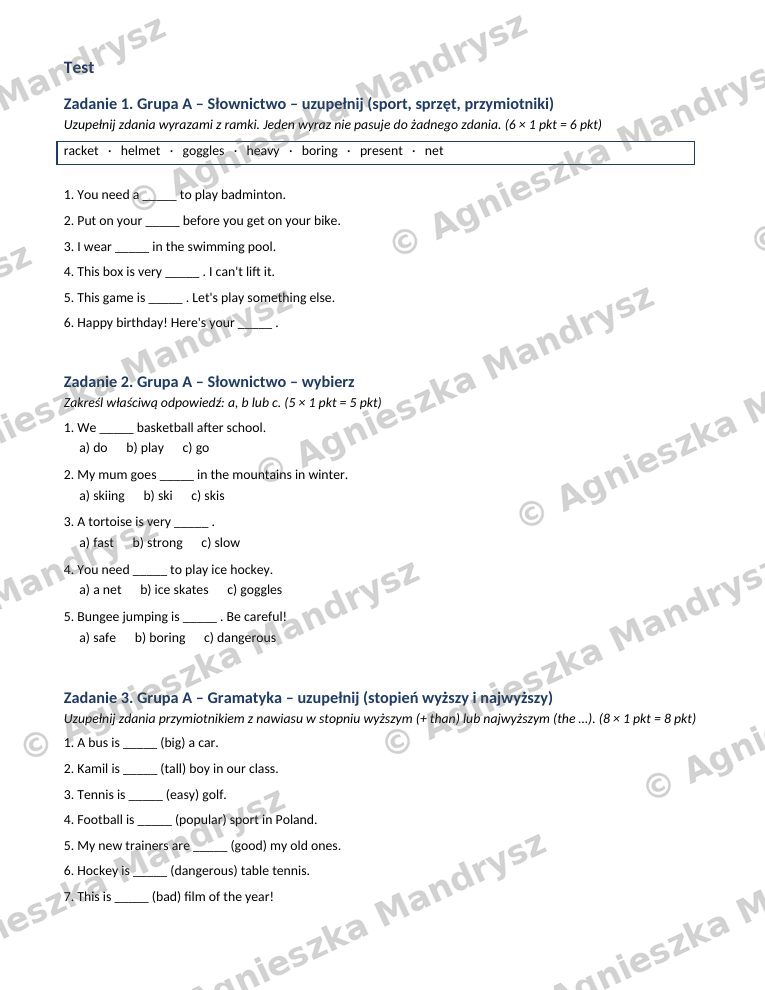 Test
Zadanie 1. Grupa A – Słownictwo – uzupełnij (sport, sprzęt, przymiotniki)
Uzupełnij zdania wyrazami z ramki. Jeden wyraz nie pasuje do żadnego zdania. (6 × 1 pkt = 6 pkt)
racket · helmet · goggles · heavy · boring · present · net
1. You need a _____ to play badminton.
2. Put on your _____ before you get on your bike.
3. I wear _____ in the swimming pool.
4. This box is very _____ . I can't lift it.
5. This game is _____ . Let's play something else.
6. Happy birthday! Here's your _____ .
Zadanie 2. Grupa A – Słownictwo – wybierz
Zakreśl właściwą odpowiedź: a, b lub c. (5 × 1 pkt = 5 pkt)
1. We _____ basketball after school.
a) do b) play c) go
2. My mum goes _____ in the mountains in winter.
a) skiing b) ski c) skis
3. A tortoise is very _____ .
a) fast b) strong c) slow
4. You need _____ to play ice hockey.
a) a net b) ice skates c) goggles
5. Bungee jumping is _____ . Be careful!
a) safe b) boring c) dangerous
Zadanie 3. Grupa A – Gramatyka – uzupełnij (stopień wyższy i najwyższy)
Uzupełnij zdania przymiotnikiem z nawiasu w stopniu wyższym (+ than) lub najwyższym (the …). (8 × 1 pkt = 8 pkt)
1. A bus is _____ (big) a car.
2. Kamil is _____ (tall) boy in our class.
3. Tennis is _____ (easy) golf.
4. Football is _____ (popular) sport in Poland.
5. My new trainers are _____ (good) my old ones.
6. Hockey is _____ (dangerous) table tennis.
7. This is _____ (bad) film of the year!
© Agnieszka Mandrysz